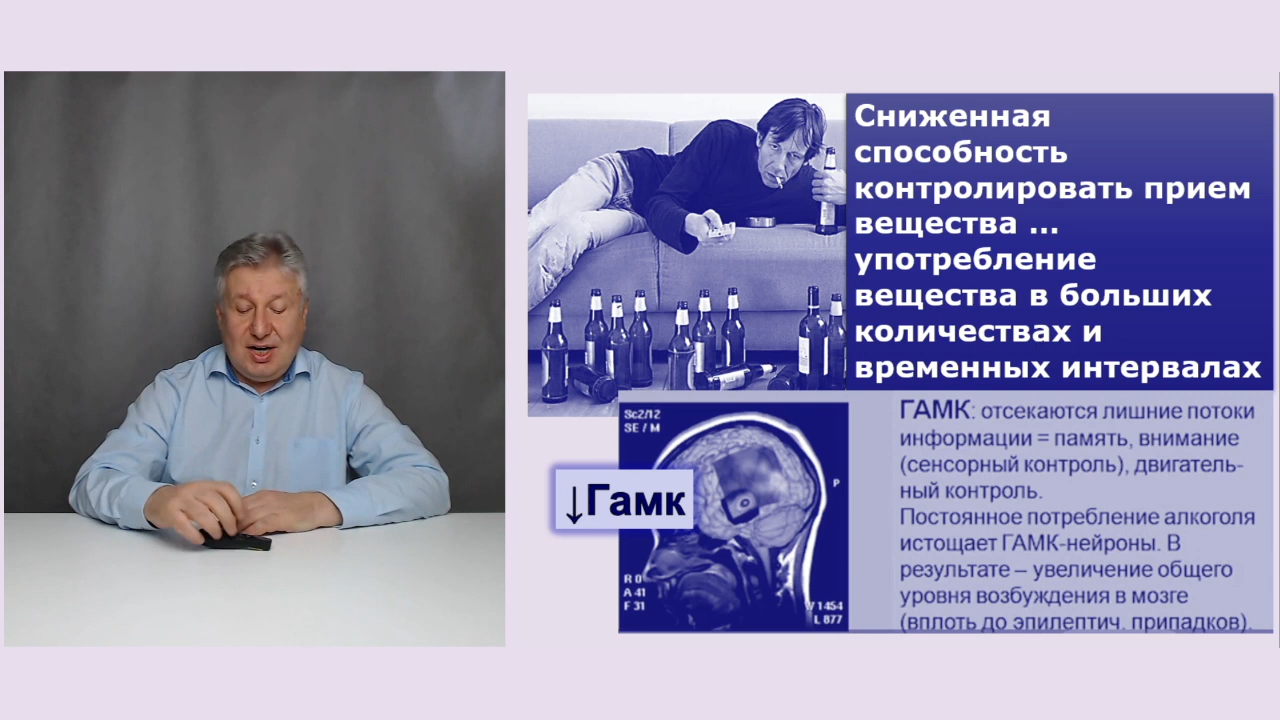 Сниженная
способность
контролировать прием
вещества ...
употребление
вещества в больших
количествах и
временных интервалах
Sc2/12
SE / M
P
↓Гамк
R 0
A 41
F 31
W 1454
L 877
ГАМК: отсекаются лишние потоки
информации = память, внимание
(сенсорный контроль), двигатель-
ный контроль.
Постоянное потребление алкоголя
истощает ГАМК-нейроны. В
результате – увеличение общего
уровня возбуждения в мозге
(вплоть до эпилептич. припадков).